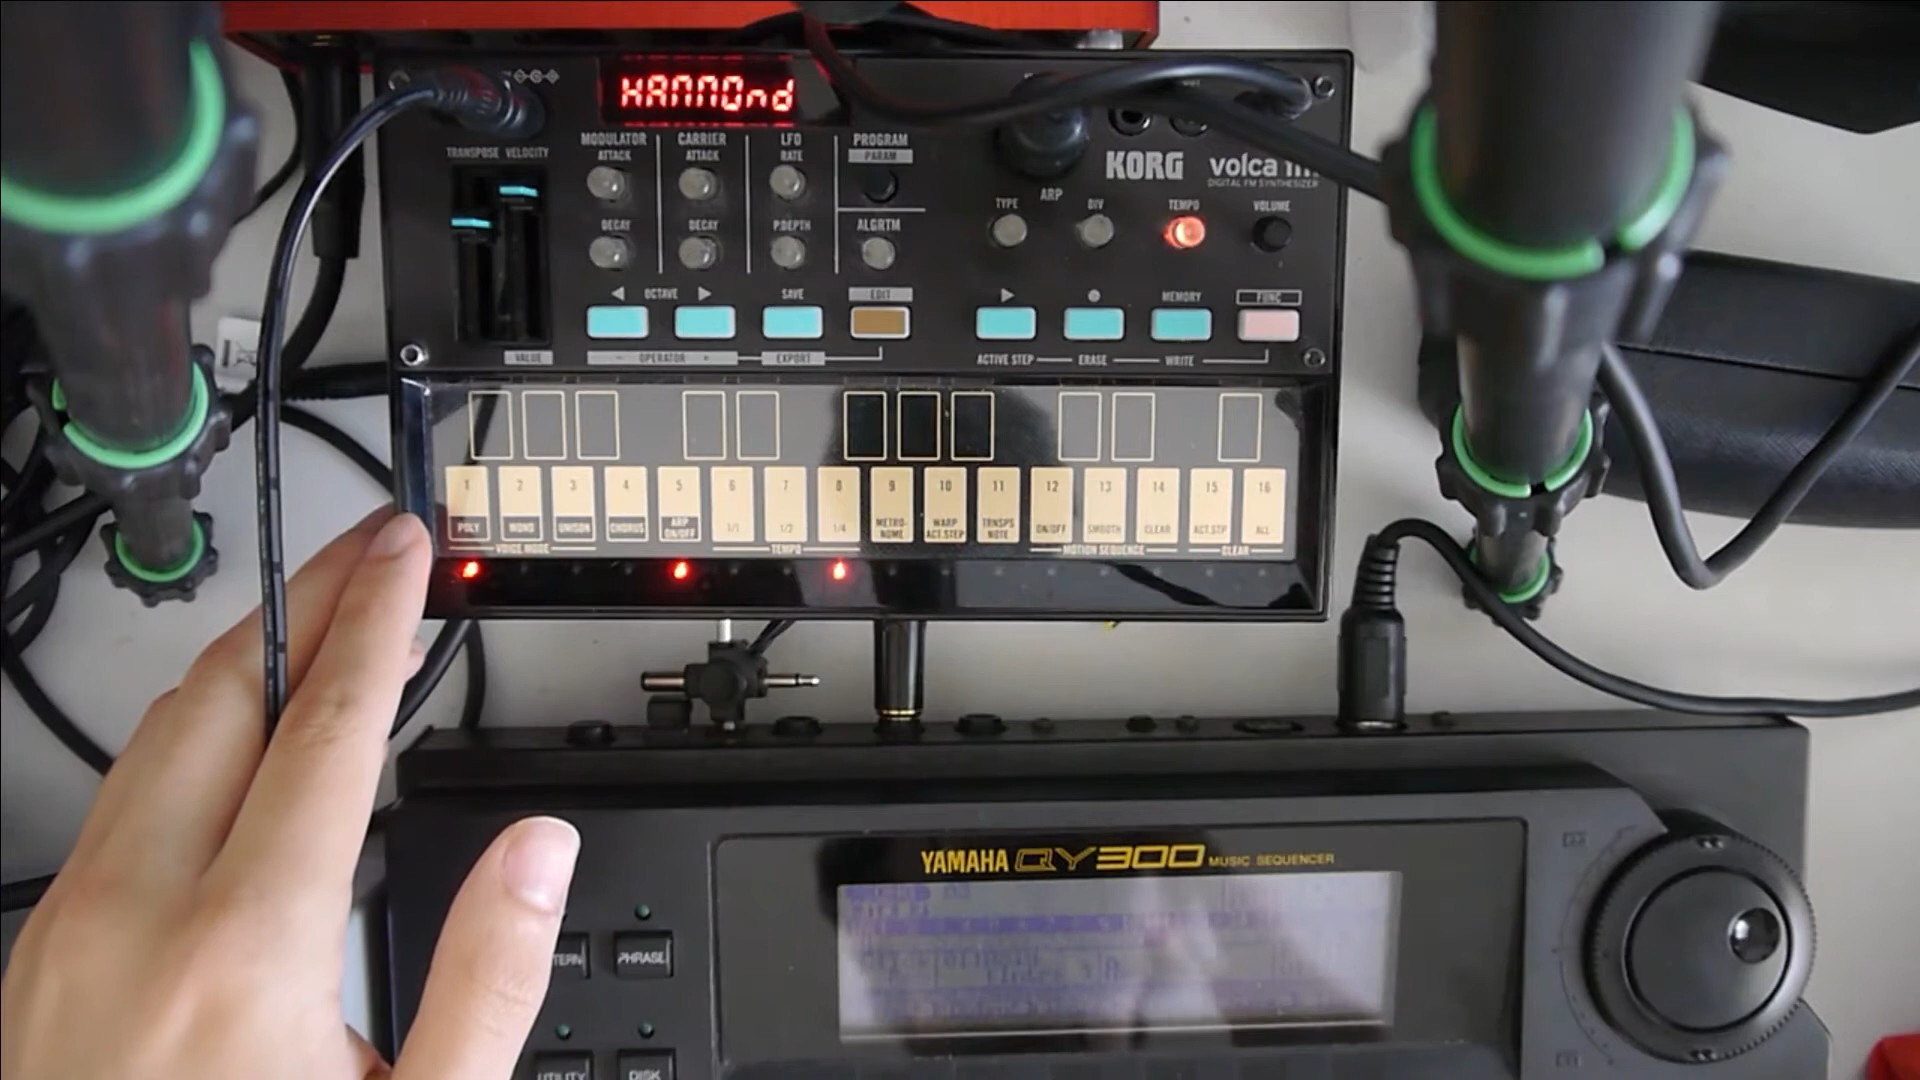 HAMMOnd
MODULATOR CARRIER LFO PROGRAM
ATTACK ATTACK RATE PARAM
TRANSPOSE VELOCITY
KORG volca fm
DIGITAL FM SYNTHESIZER
ARP
TYPE DIV TEMPO VOLUME
DECAY DECAY P.DEPTH ALGRTM
OCTAVE SAVE EDIT MEMORY FUNC
VALUE - OPERATOR + EXPORT ACTIVE STEP ERASE WRITE
1 2 3 4 5 6 7 8 9 10 11 12 13 14 15 16
POLY MONO UNISON CHORUS ARP ON/OFF 1/1 1/2 1/4 METRO-NOME WARP ACT.STEP TRNSPS NOTE ON/OFF SMOOTH CLEAR ACT.STP ALL
VOICE MODE TEMPO MOTION SEQUENCE CLEAR
YAMAHA QY300 MUSIC SEQUENCER
TERN PHRASE
UTILITY DISK